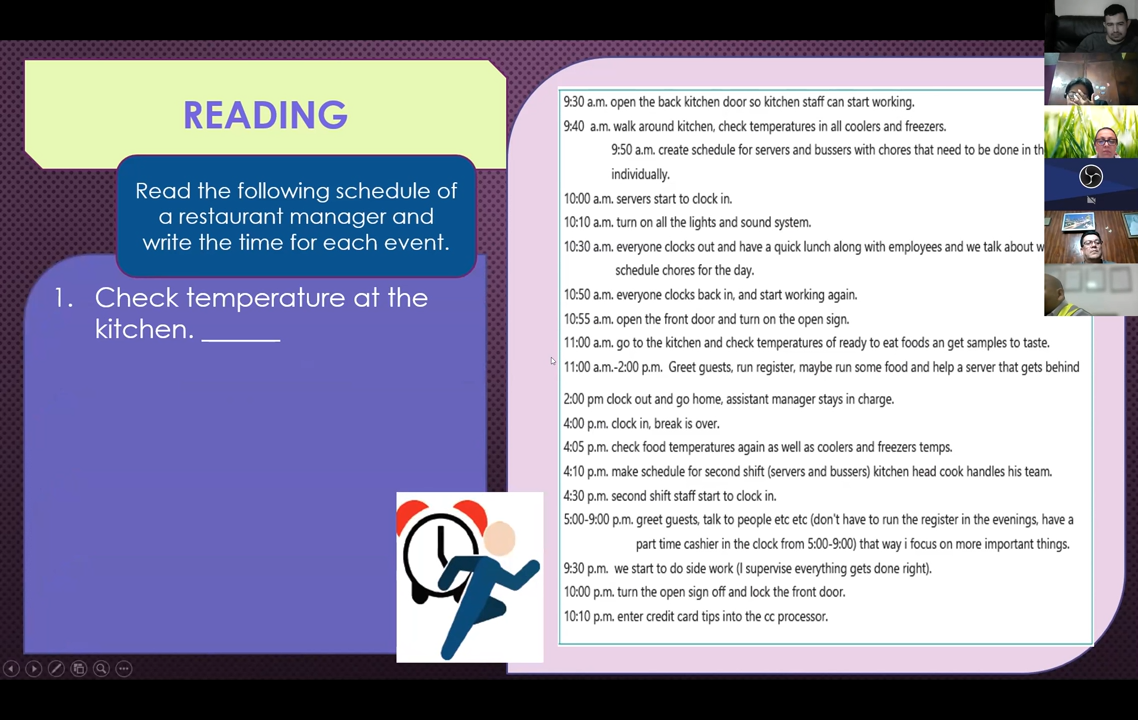 READING
Read the following schedule of
a restaurant manager and
write the time for each event.
1. Check temperature at the
kitchen. ______
9:30 a.m. open the back kitchen door so kitchen staff can start working.
9:40 a.m. walk around kitchen, check temperatures in all coolers and freezers.
9:50 a.m. create schedule for servers and bussers with chores that need to be done in
individually.
10:00 a.m. servers start to clock in.
10:10 a.m. turn on all the lights and sound system.
10:30 a.m. everyone clocks out and have a quick lunch along with employees and we talk about
schedule chores for the day.
10:50 a.m. everyone clocks back in, and start working again.
10:55 a.m. open the front door and turn on the open sign.
11:00 a.m. go to the kitchen and check temperatures of ready to eat foods an get samples to taste.
11:00 a.m.-2:00 p.m. Greet guests, run register, maybe run some food and help a server that gets behind
2:00 pm clock out and go home, assistant manager stays in charge.
4:00 p.m. clock in, break is over.
4:05 p.m. check food temperatures again as well as coolers and freezers temps.
4:10 p.m. make schedule for second shift (servers and bussers) kitchen head cook handles his team.
4:30 p.m. second shift staff start to clock in.
5:00-9:00 p.m. greet guests, talk to people etc etc (don't have to run the register in the evenings, have a
part time cashier in the clock from 5:00-9:00) that way i focus on more important things.
9:30 p.m. we start to do side work (I supervise everything gets done right).
10:00 p.m. turn the open sign off and lock the front door.
10:10 p.m. enter credit card tips into the cc processor.